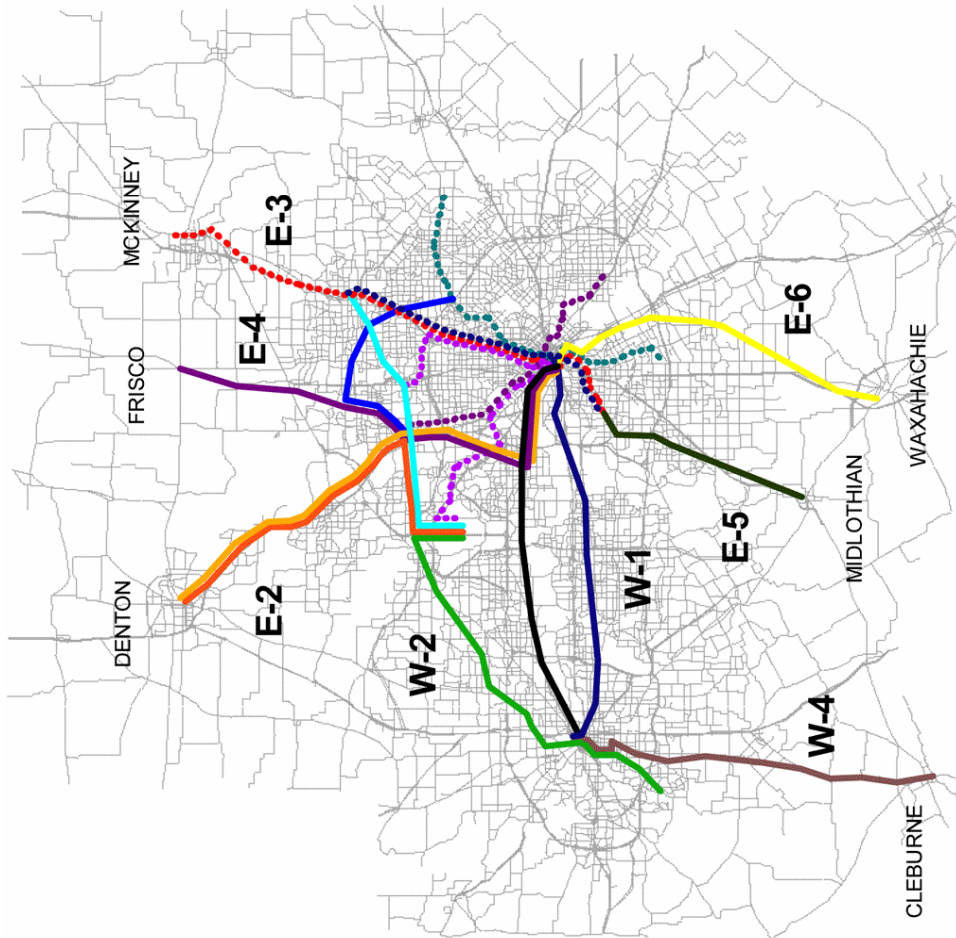 MCKINNEY
E-3
E-4
FRISCO
DENTON
E-2
W-2
W-1
E-5
E-6
WAXAHACHIE
MIDLOTHIAN
W-4
CLEBURNE